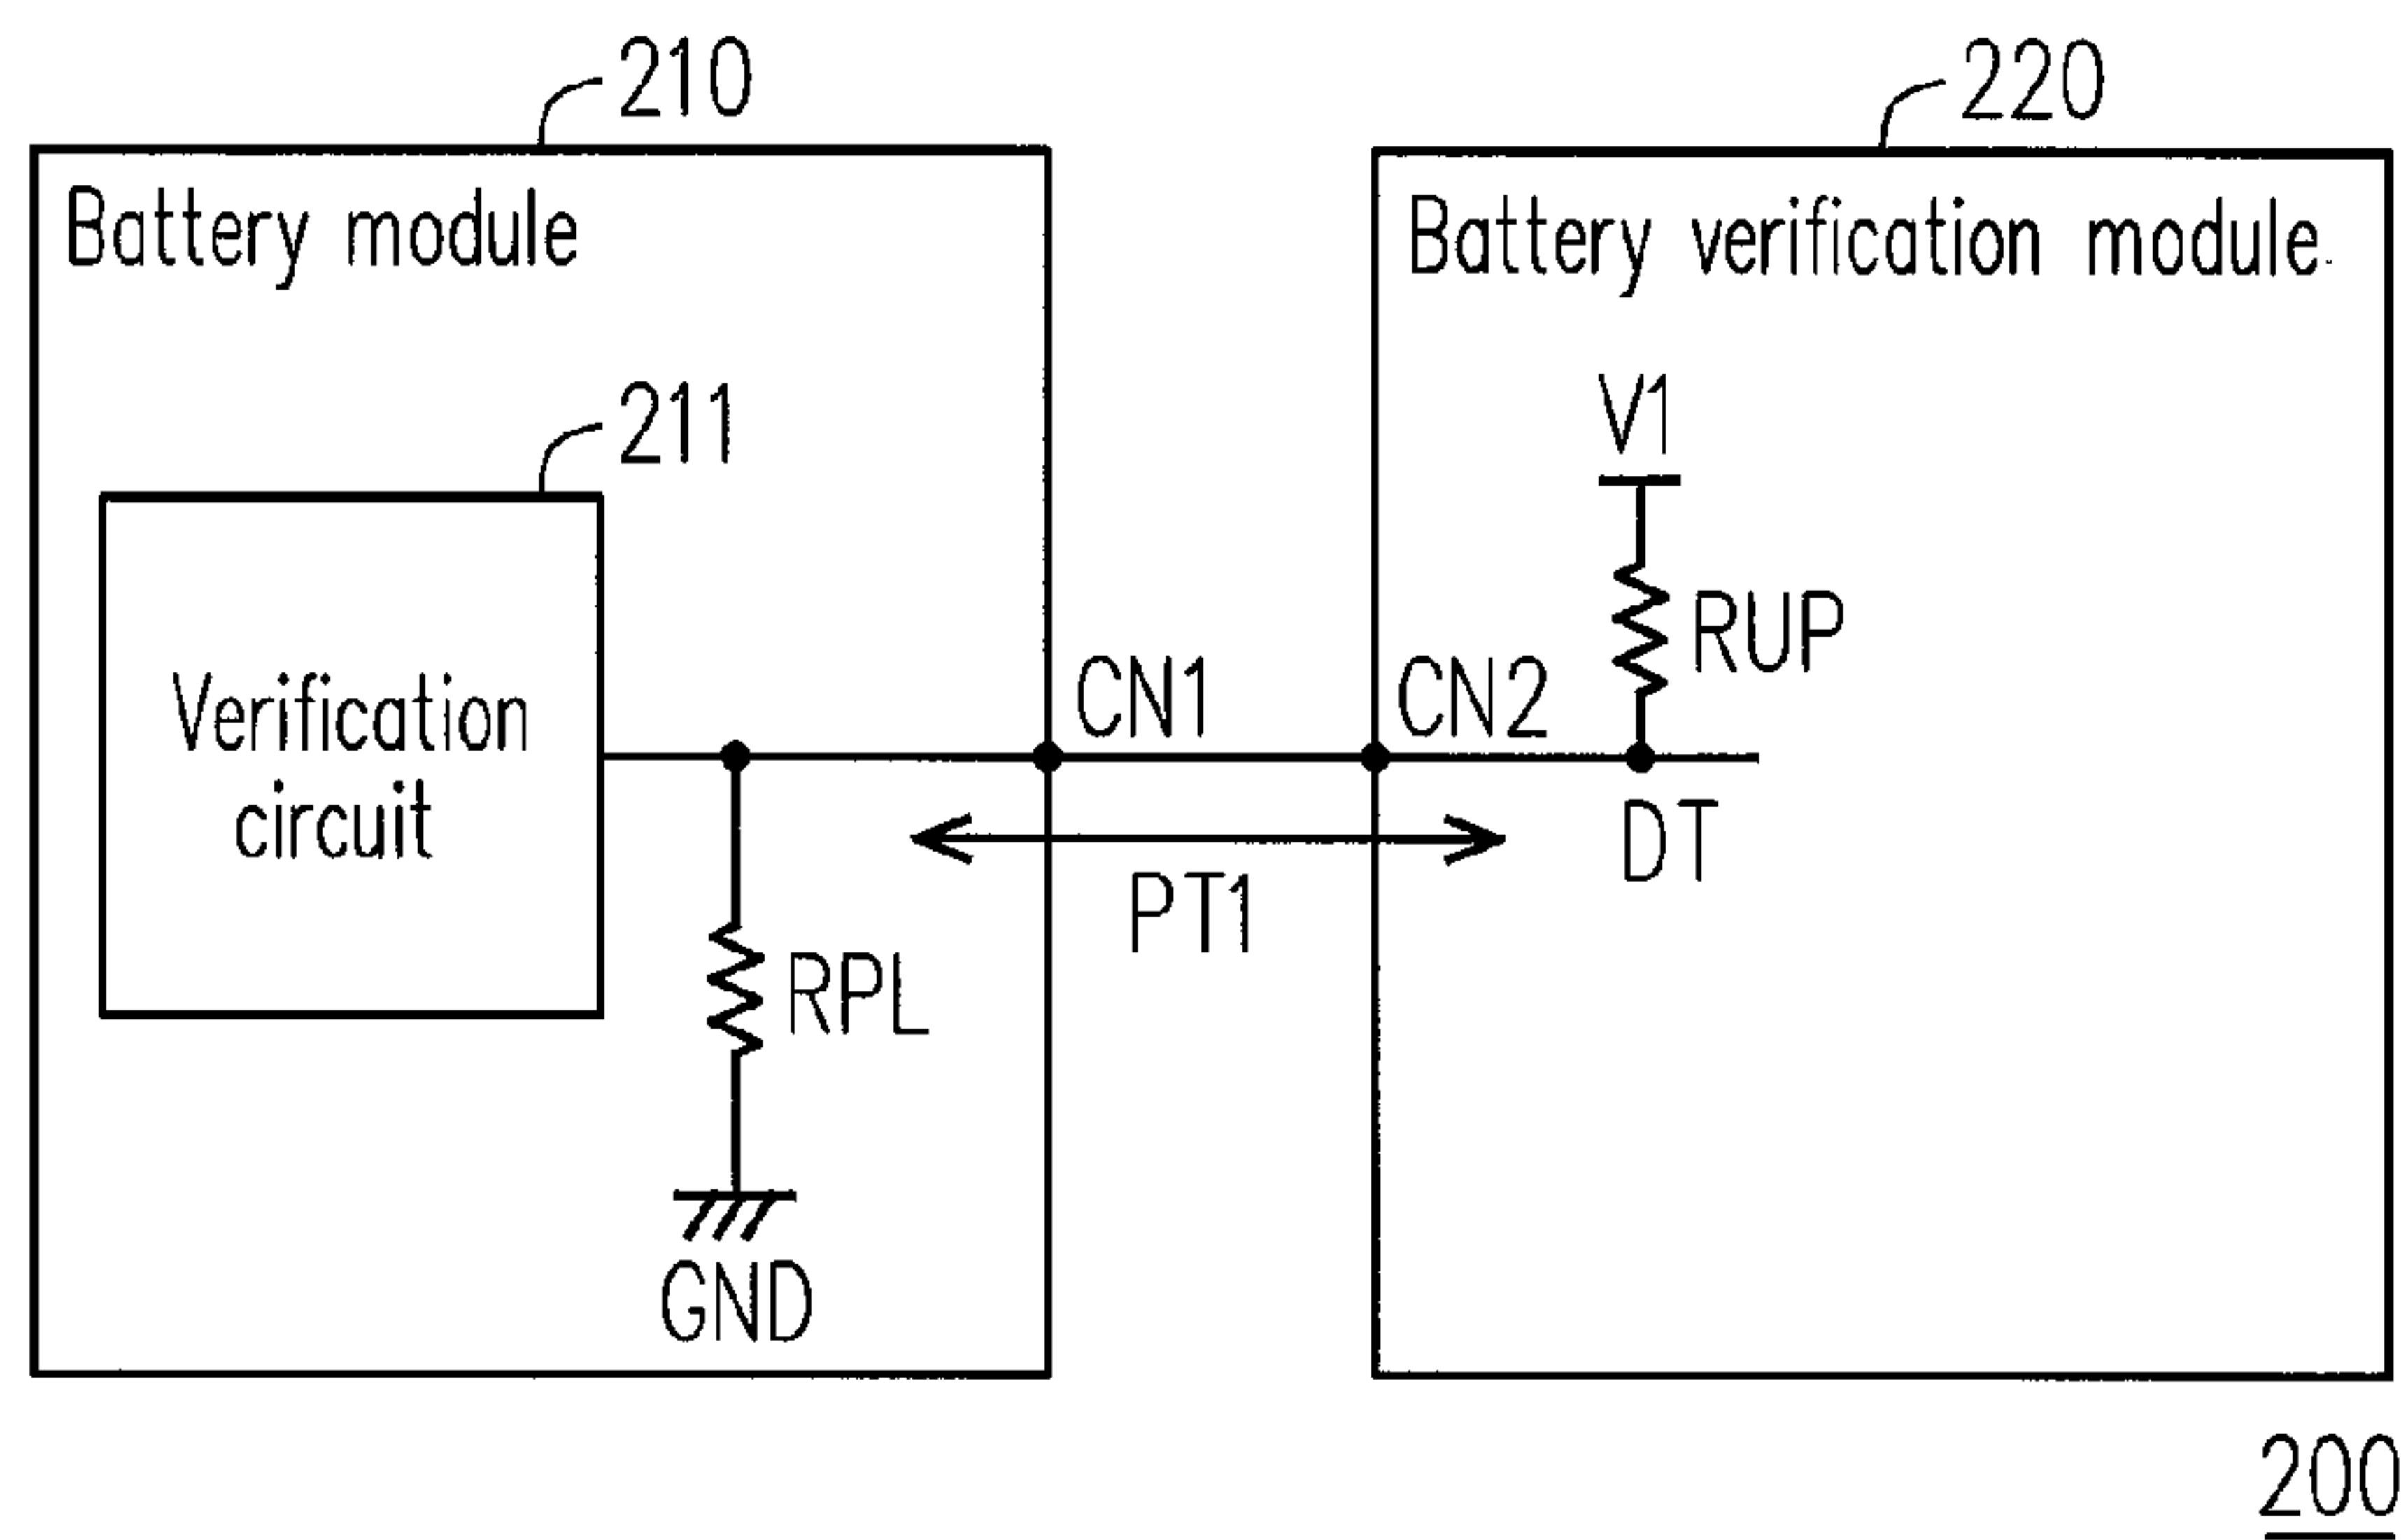 210
220
Battery module
Battery verification module
211
V1
RUP
CN1
CN2
Verification
circuit
DT
PT1
RPL
GND
200